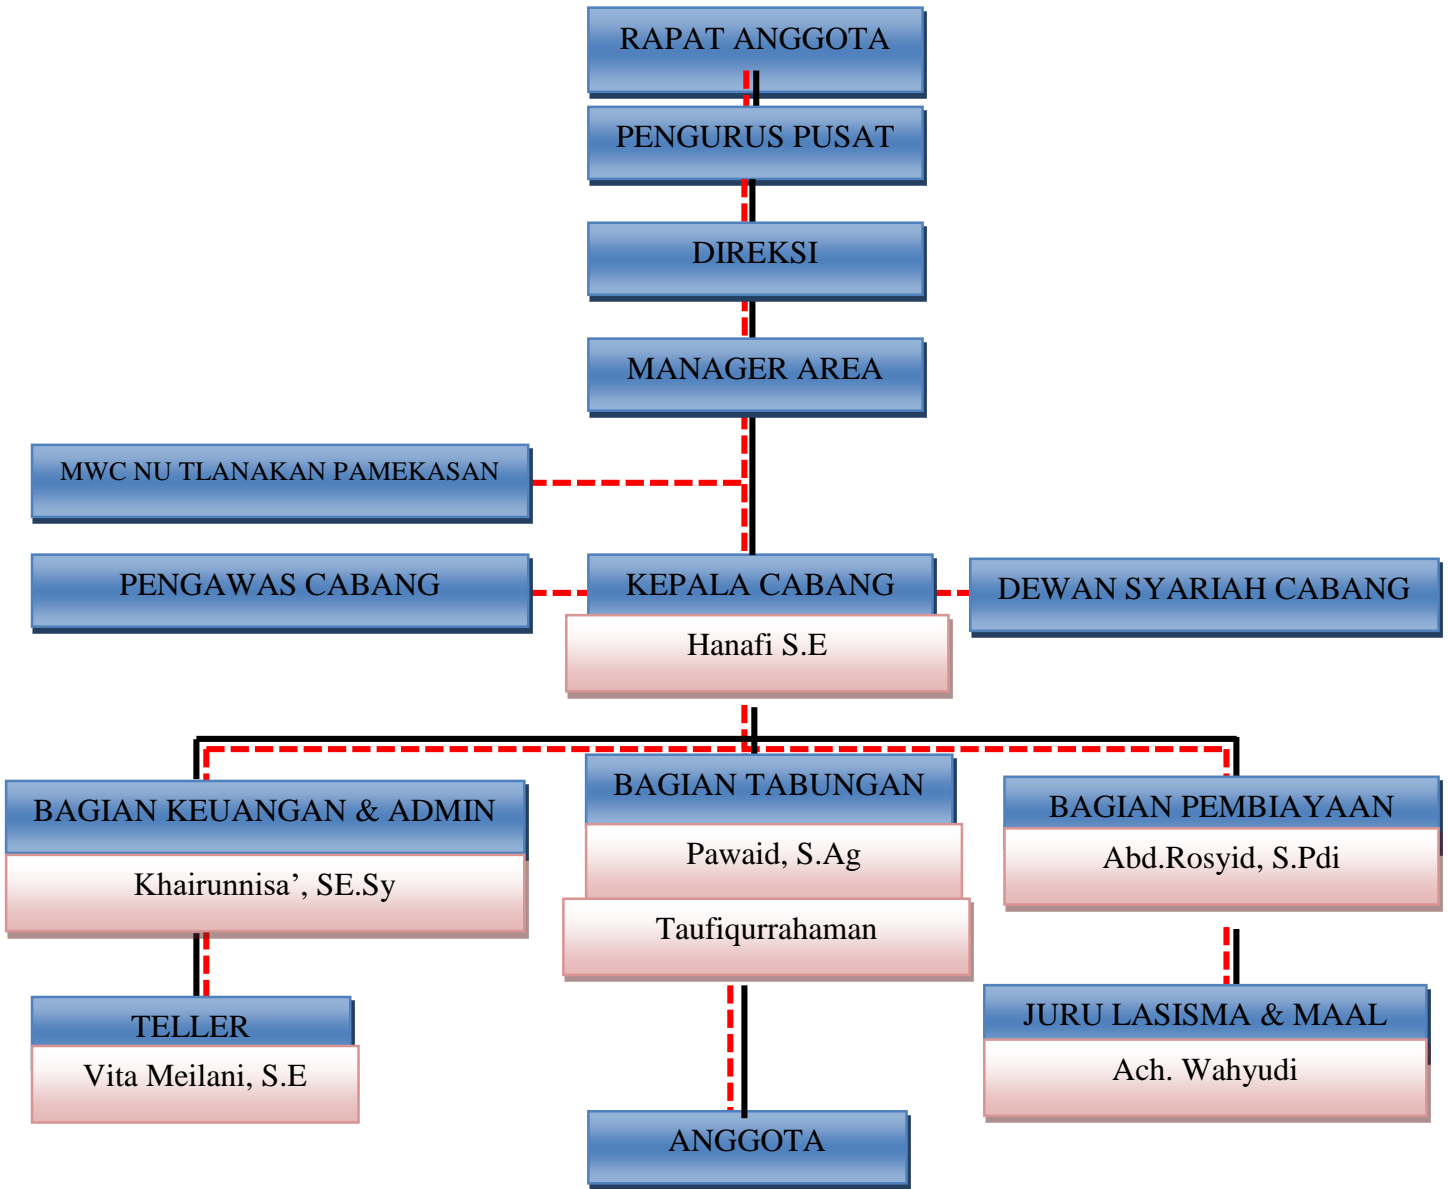 RAPAT ANGGOTA
PENGURUS PUSAT
DIREKSI
MANAGER AREA
MWC NU TLANAKAN PAMEKASAN
PENGAWAS CABANG
KEPALA CABANG
DEWAN SYARIAH CABANG
Hanafi S.E
BAGIAN KEUANGAN & ADMIN
Khairunnisa’, SE.Sy
BAGIAN TABUNGAN
Pawaid, S.Ag
Taufiqurrahaman
BAGIAN PEMBIAYAAN
Abd.Rosyid, S.Pdi
TELLER
Vita Meilani, S.E
JURU LASISMA & MAAL
Ach. Wahyudi
ANGGOTA